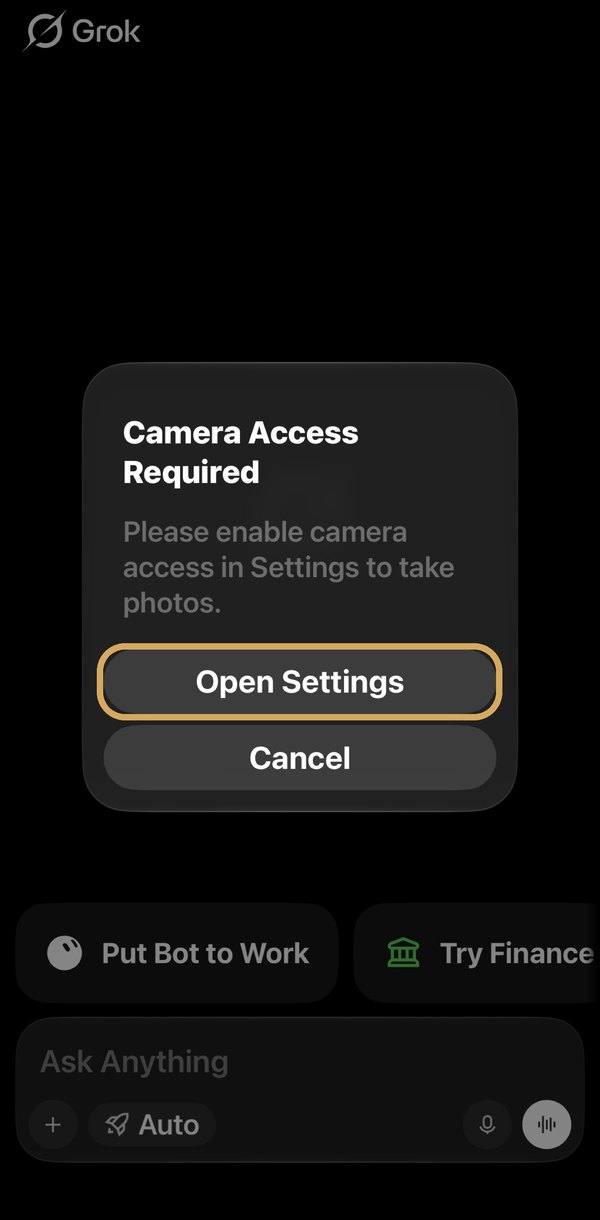 Grok
Camera Access
Required
Please enable camera
access in Settings to take
photos.
Open Settings
Cancel
Put Bot to Work
Try Finance
Ask Anything
Auto